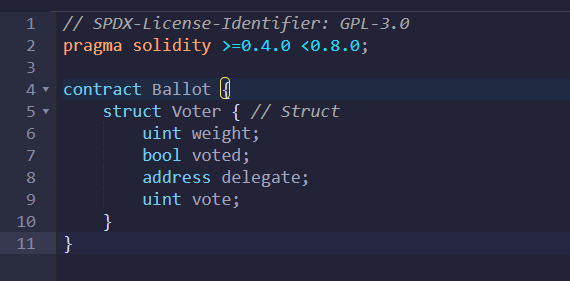 1 // SPDX-License-Identifier: GPL-3.0
2 pragma solidity >=0.4.0 <0.8.0;
3
4 contract Ballot {
5     struct Voter { // Struct
6         uint weight;
7         bool voted;
8         address delegate;
9         uint vote;
10     }
11 }